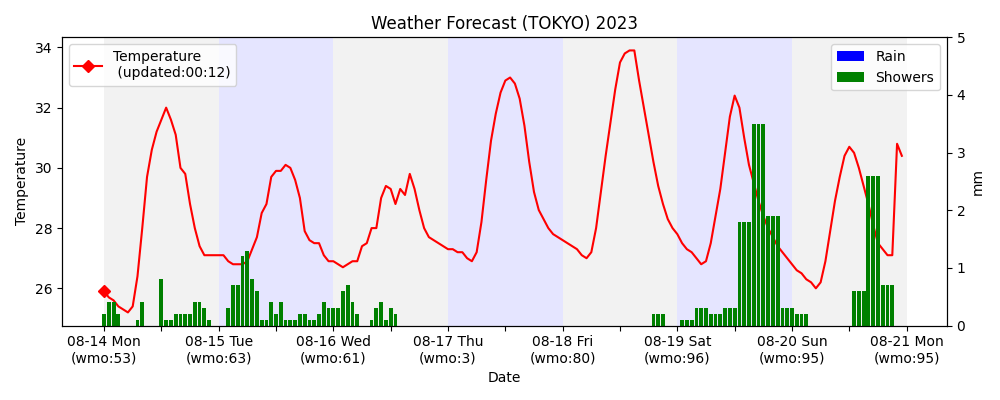 Weather Forecast (TOKYO) 2023
Temperature
(updated:00:12)
Rain
Showers
34
32
30
28
26
Temperature
5
4
3
2
1
0
mm
08-14 Mon
(wmo:53)
08-15 Tue
(wmo:63)
08-16 Wed
(wmo:61)
08-17 Thu
(wmo:3)
08-18 Fri
(wmo:80)
08-19 Sat
(wmo:96)
08-20 Sun
(wmo:95)
08-21 Mon
(wmo:95)
Date